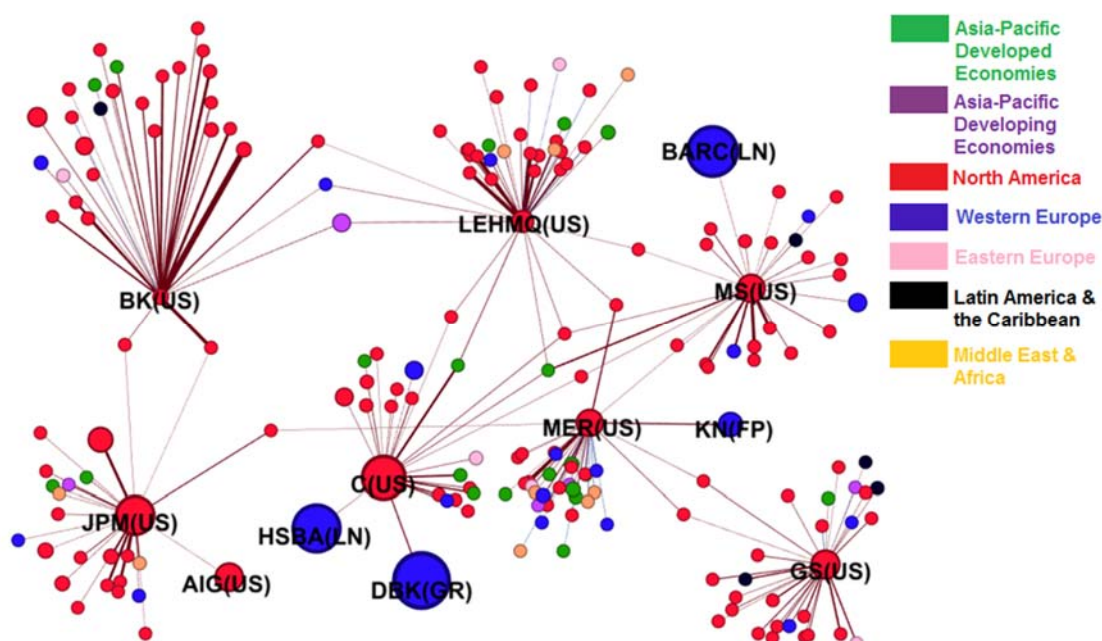 BK(US)
LEHMQ(US)
BARC(LN)
MS(US)
MER(US)
KN(FP)
C(US)
HSBA(LN)
DBK(GR)
JPM(US)
AIG(US)
GS(US)
Asia-Pacific
Developed
Economies
Asia-Pacific
Developing
Economies
North America
Western Europe
Eastern Europe
Latin America &
the Caribbean
Middle East &
Africa